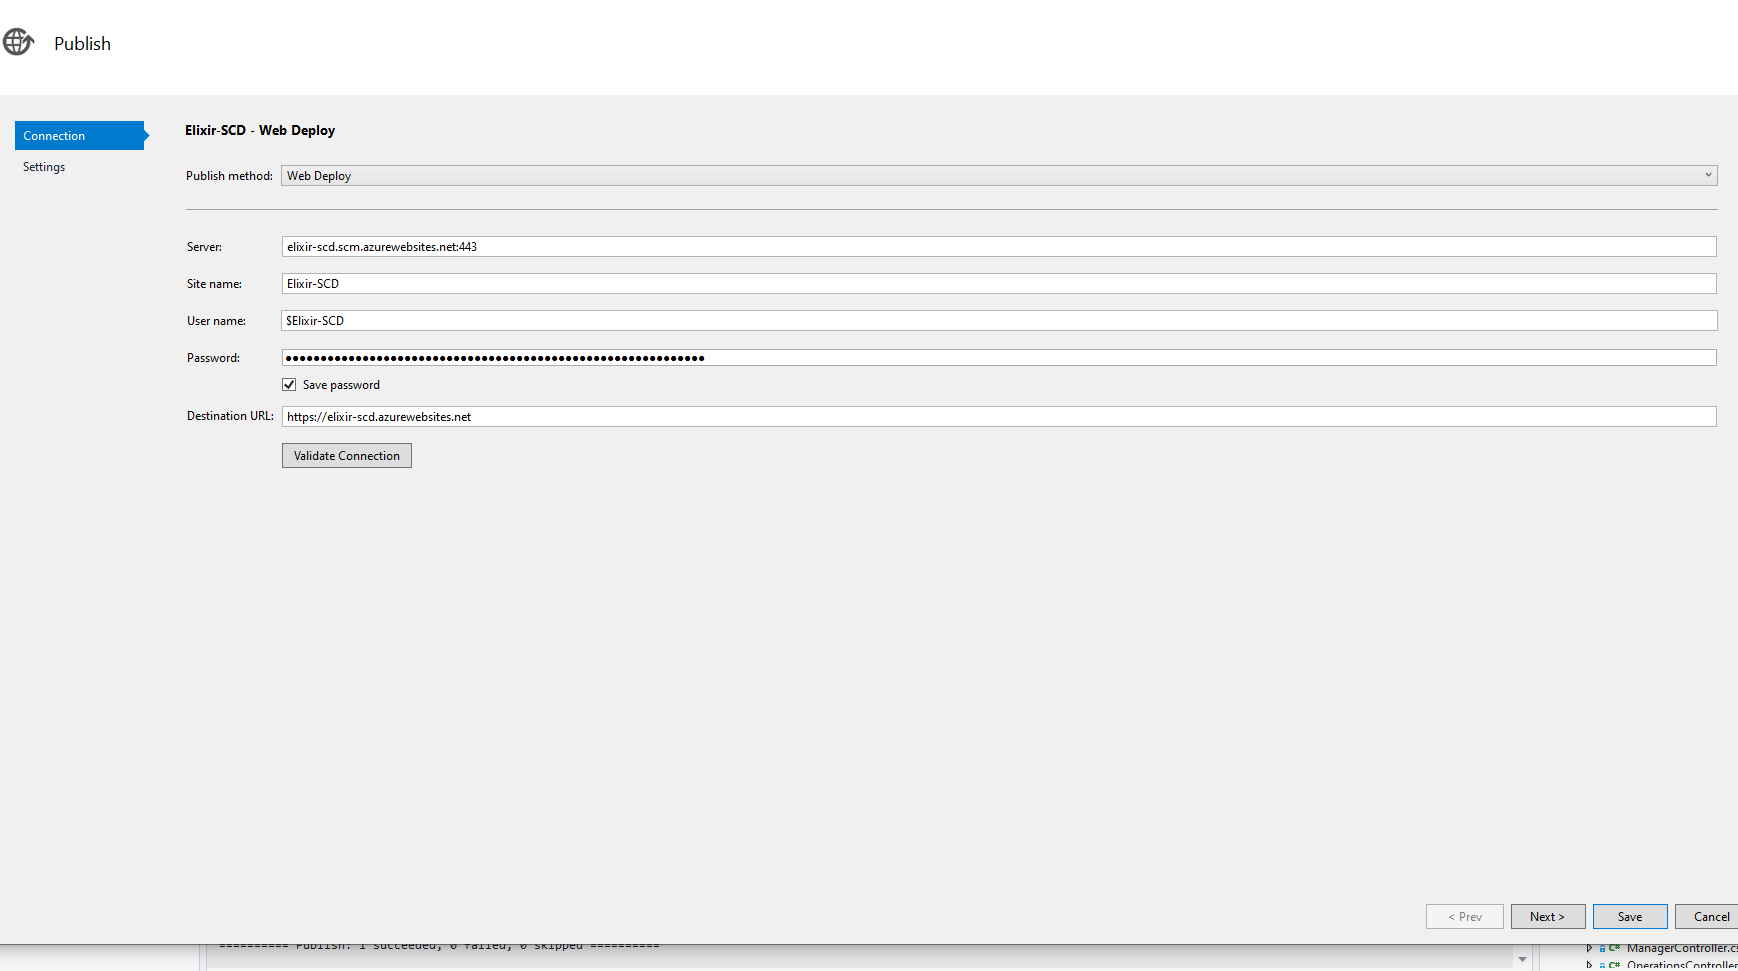 Publish
Connection
Settings
Elixir-SCD - Web Deploy
Publish method: Web Deploy
Server: elixir-scd.scm.azurewebsites.net:443
Site name: Elixir-SCD
User name: $Elixir-SCD
Password: ●●●●●●●●●●●●●●●●●●●●●●●●●●●●●●●●●●●●●●●●●●●●●●●●●●●●●●●●●●●●
Save password
Destination URL: https://elixir-scd.azurewebsites.net
Validate Connection
< Prev Next > Save Cancel
========== Publish: 1 succeeded, 0 failed, 0 skipped ==========
C# ManagerController.cs
C# OperationsController